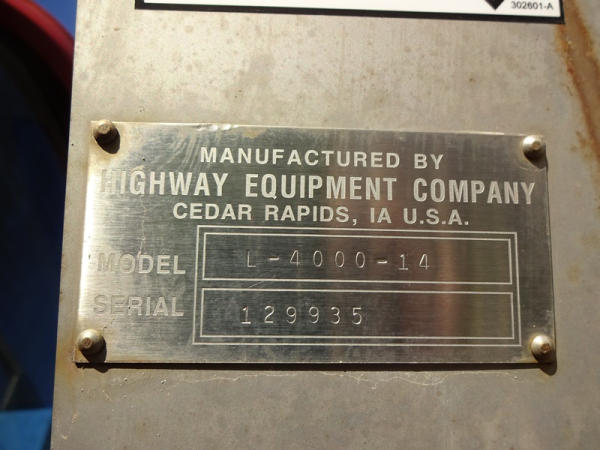 302601-A
MANUFACTURED BY
HIGHWAY EQUIPMENT COMPANY
CEDAR RAPIDS, IA U.S.A.
MODEL L-4000-14
SERIAL 129935